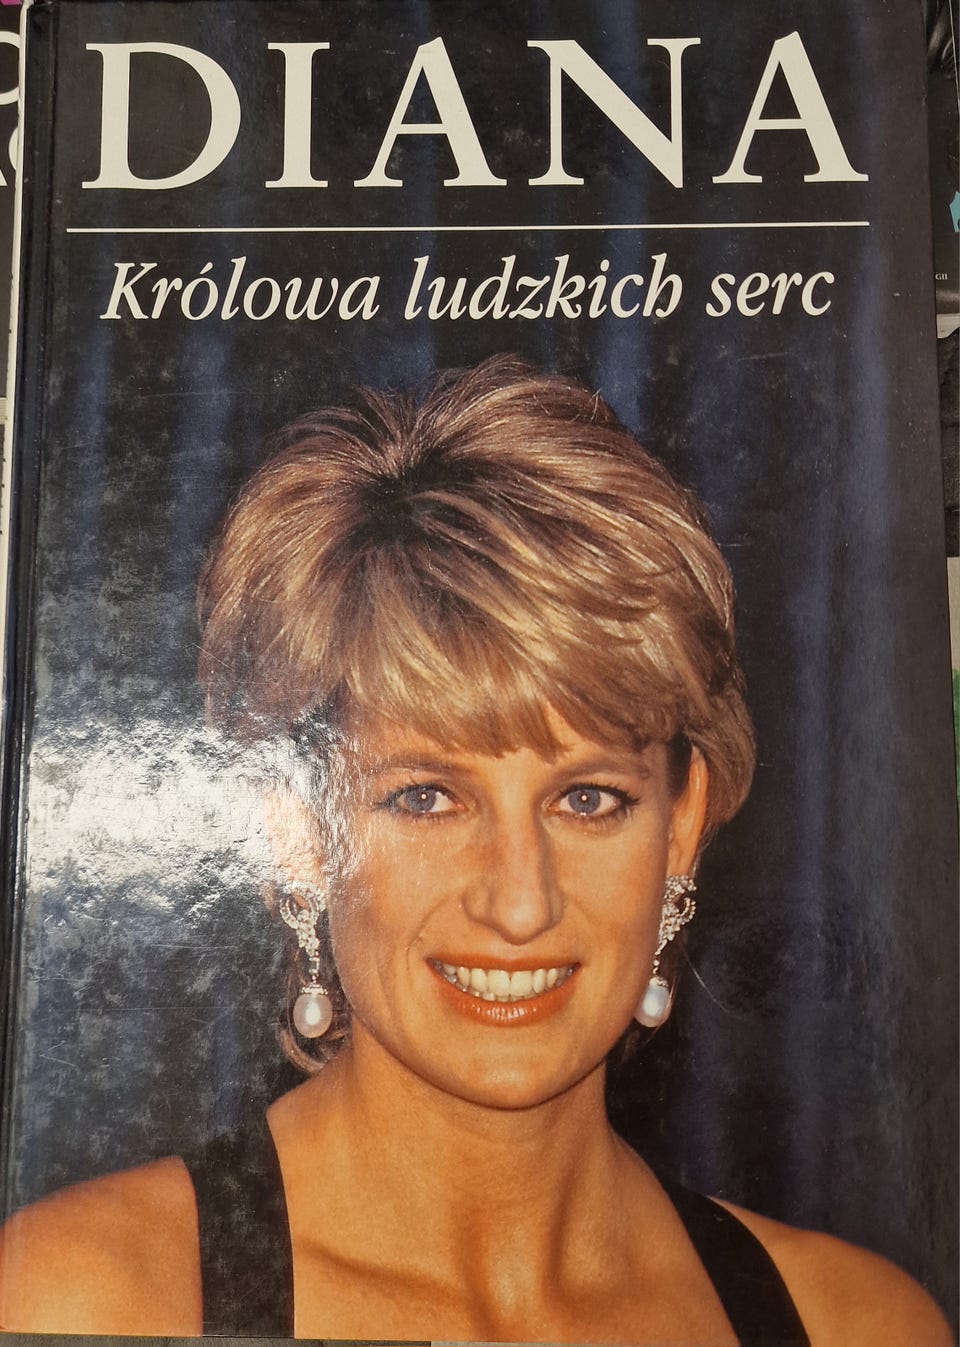 DIANA
Królowa ludzkich serc